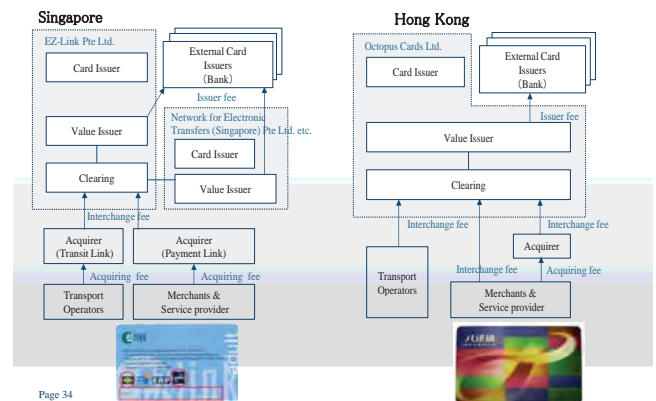 Singapore
EZ-Link Pte Ltd.
Card Issuer
External Card
Issuers
(Bank)
Issuer fee
Network for Electronic
Transfers (Singapore) Pte Ltd. etc.
Card Issuer
Value Issuer
Value Issuer
Clearing
Interchange fee
Acquirer
(Transit Link)
Acquirer
(Payment Link)
Acquiring fee
Acquiring fee
Transport
Operators
Merchants &
Service provider
Hong Kong
Octopus Cards Ltd.
Card Issuer
External Card
Issuers
(Bank)
Issuer fee
Value Issuer
Clearing
Interchange fee
Interchange fee
Interchange fee
Acquirer
Acquiring fee
Transport
Operators
Merchants &
Service provider
八達通
Page 34